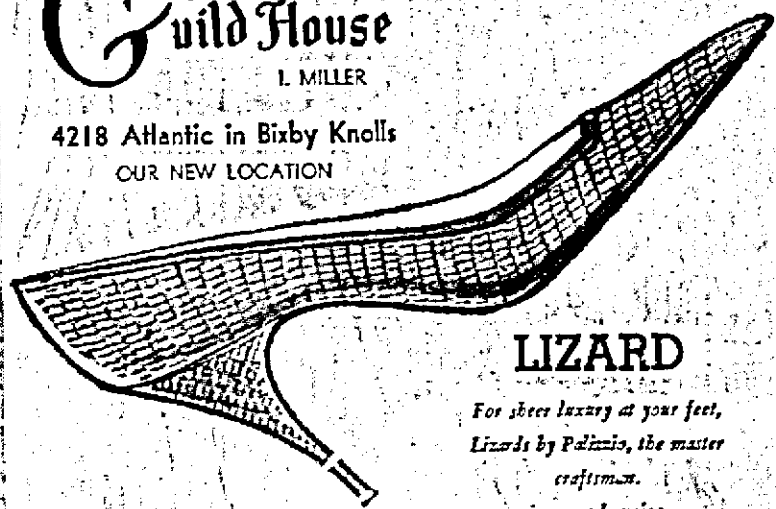 Guild House
I. MILLER
4218 Atlantic in Bixby Knolls
OUR NEW LOCATION
LIZARD
For sheer luxury at your feet,
Lizards by Palizzio, the master
craftsman.